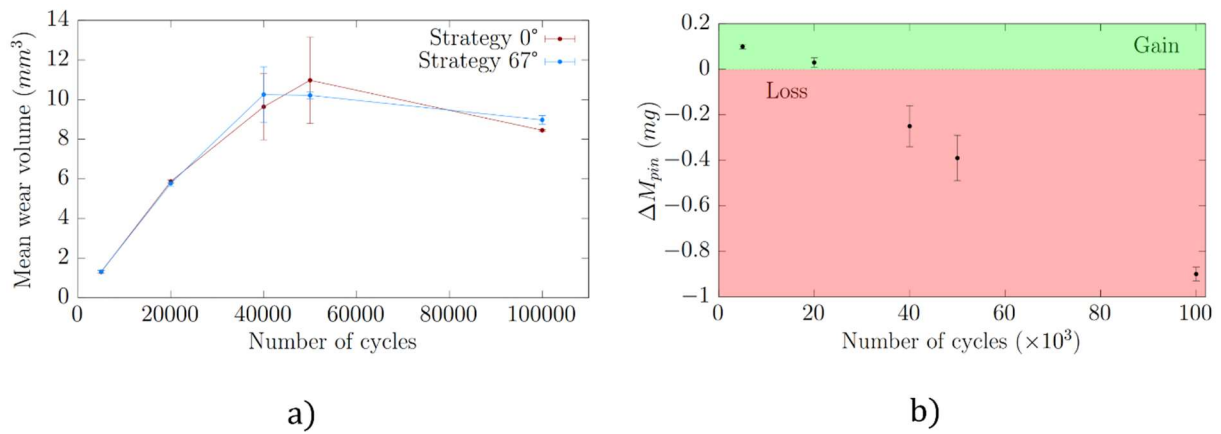 14
12
10
8
6
4
2
0
Mean wear volume (mm³)
Strategy 0°
Strategy 67°
0 20000 40000 60000 80000 100000
Number of cycles
a)
0.2
0
−0.2
−0.4
−0.6
−0.8
−1
ΔM_pin (mg)
Gain
Loss
0 20 40 60 80 100
Number of cycles (×10³)
b)